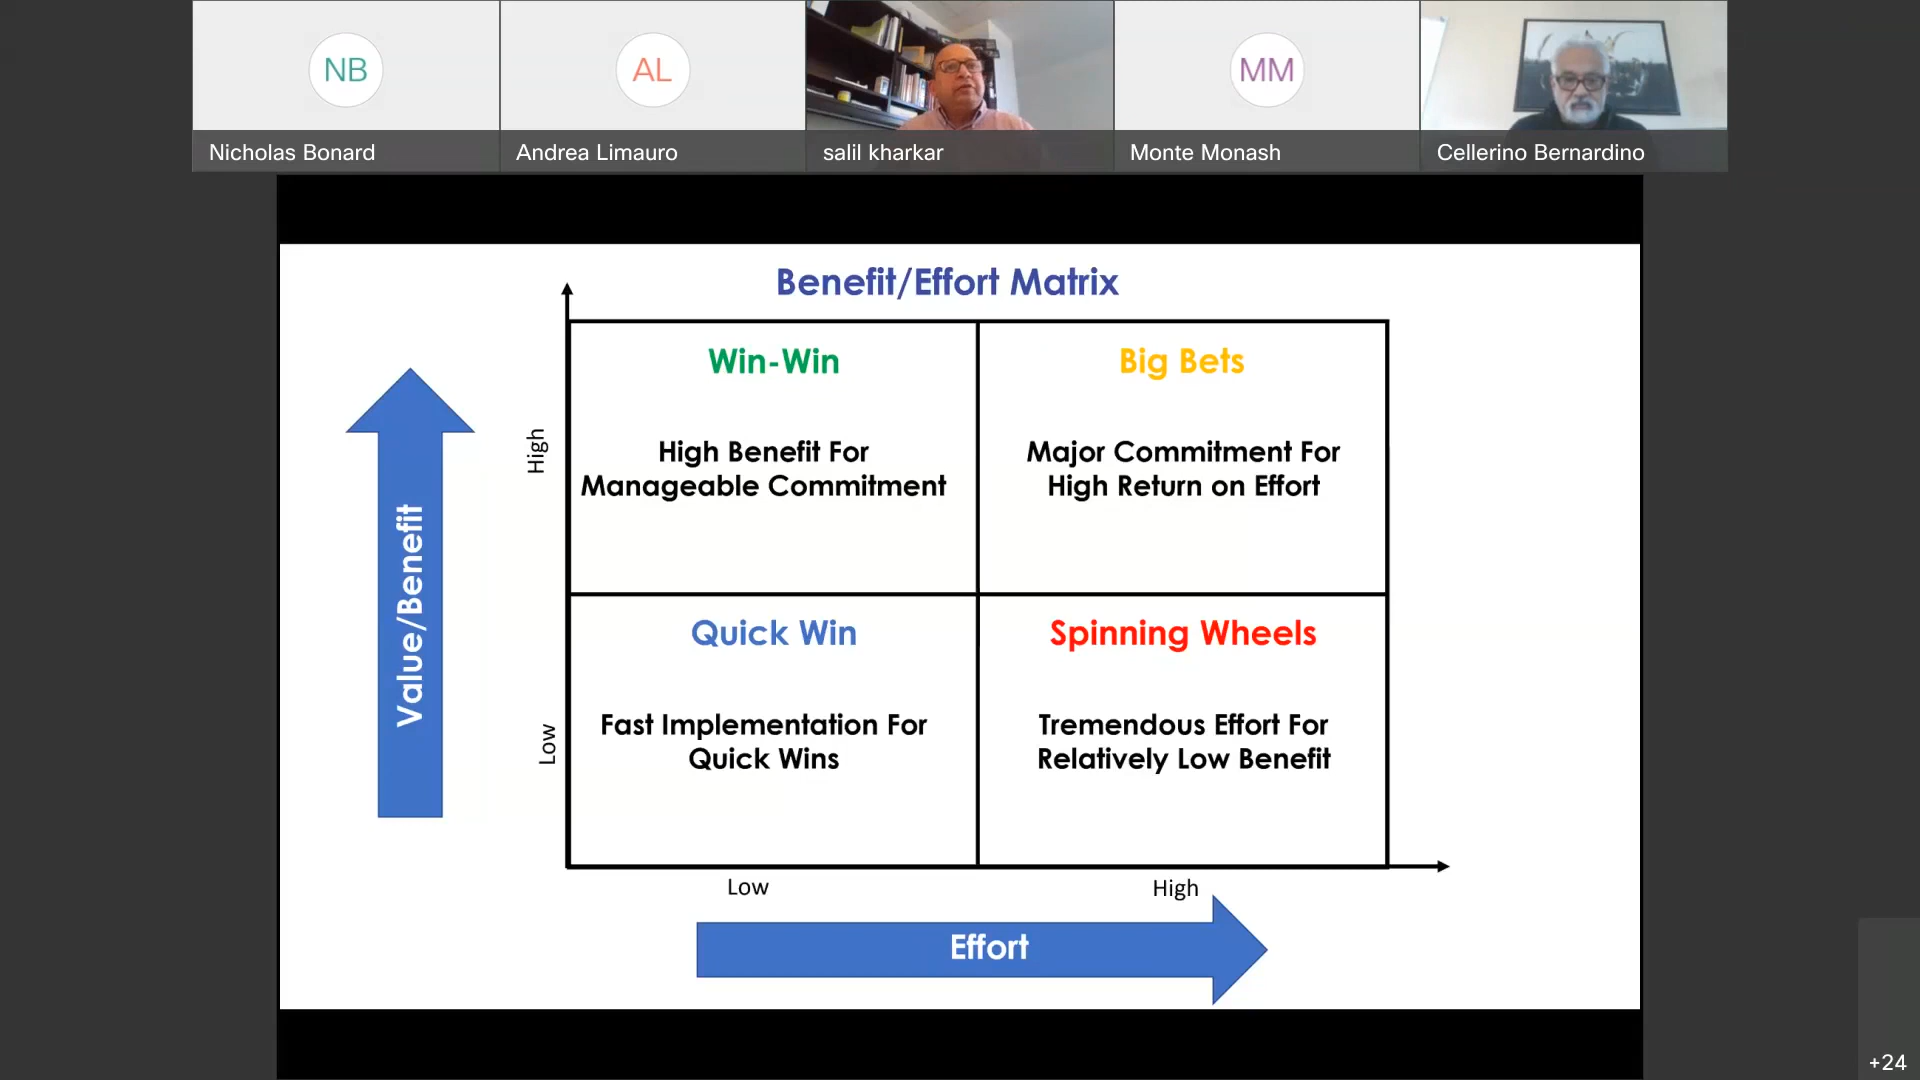 NB
AL
MM
Nicholas Bonard
Andrea Limauro
salil kharkar
Monte Monash
Cellerino Bernardino
Benefit/Effort Matrix
Win-Win
Big Bets
High
High Benefit For
Manageable Commitment
Major Commitment For
High Return on Effort
Value/Benefit
Quick Win
Spinning Wheels
Low
Fast Implementation For
Quick Wins
Tremendous Effort For
Relatively Low Benefit
Low
High
Effort
+24